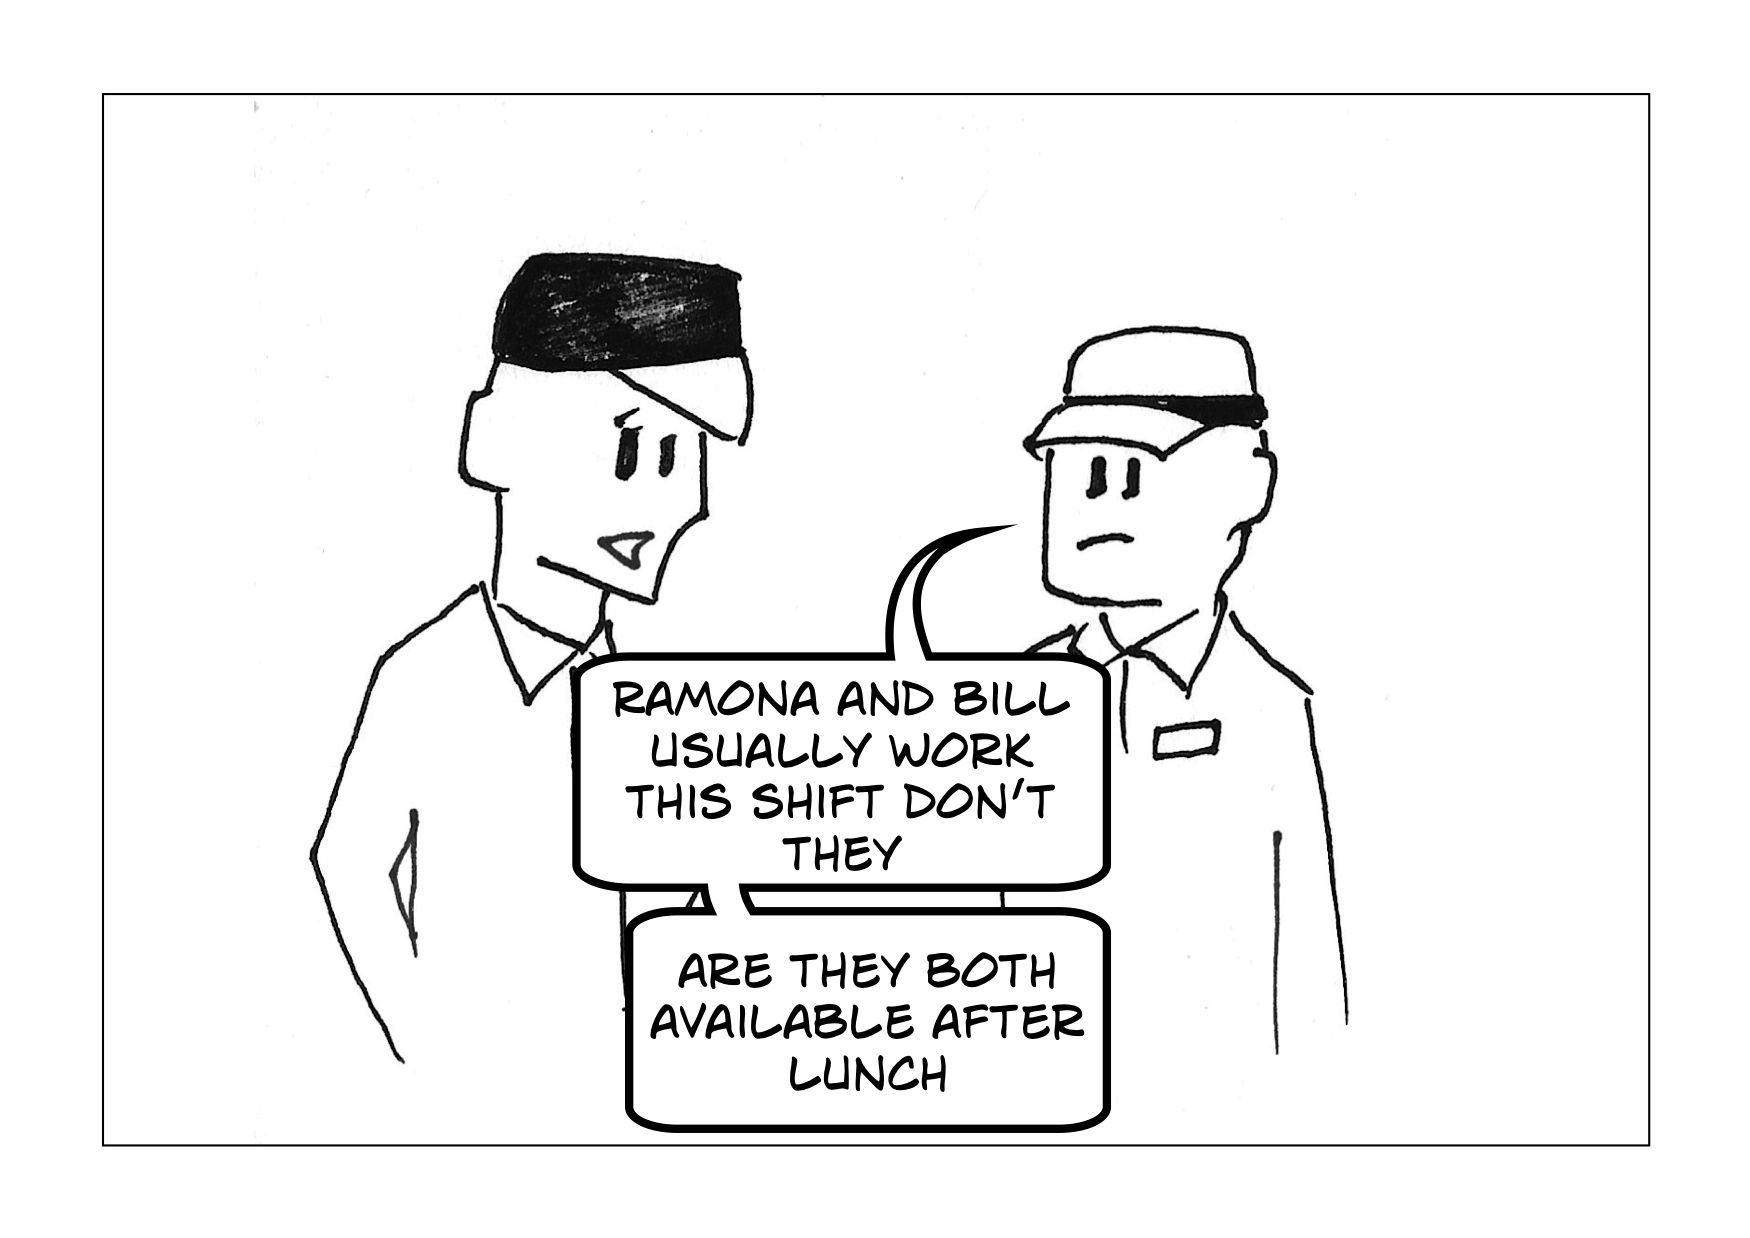 RAMONA AND BILL
USUALLY WORK
THIS SHIFT DON'T
THEY
ARE THEY BOTH
AVAILABLE AFTER
LUNCH